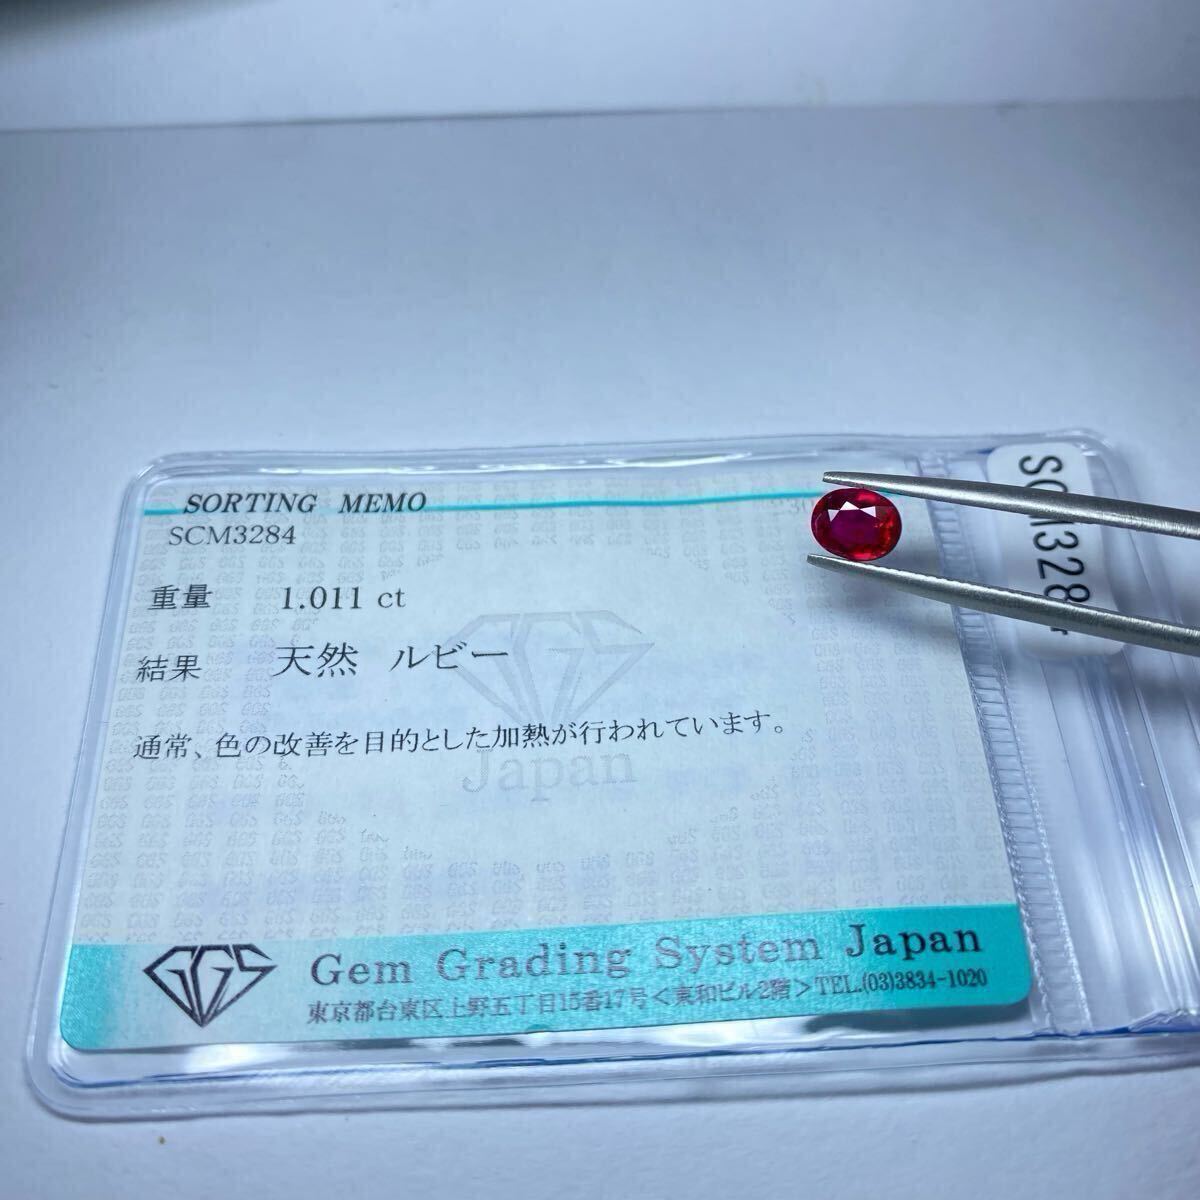 SORTING MEMO
SCM3284
重量 1.011 ct
結果 天然 ルビー
通常、色の改善を目的とした加熱が行われています。
GGS
Japan
GGS
Gem Grading System Japan
東京都台東区上野五丁目15番17号<東和ビル2階>TEL.(03)3834-1020
SCM3284